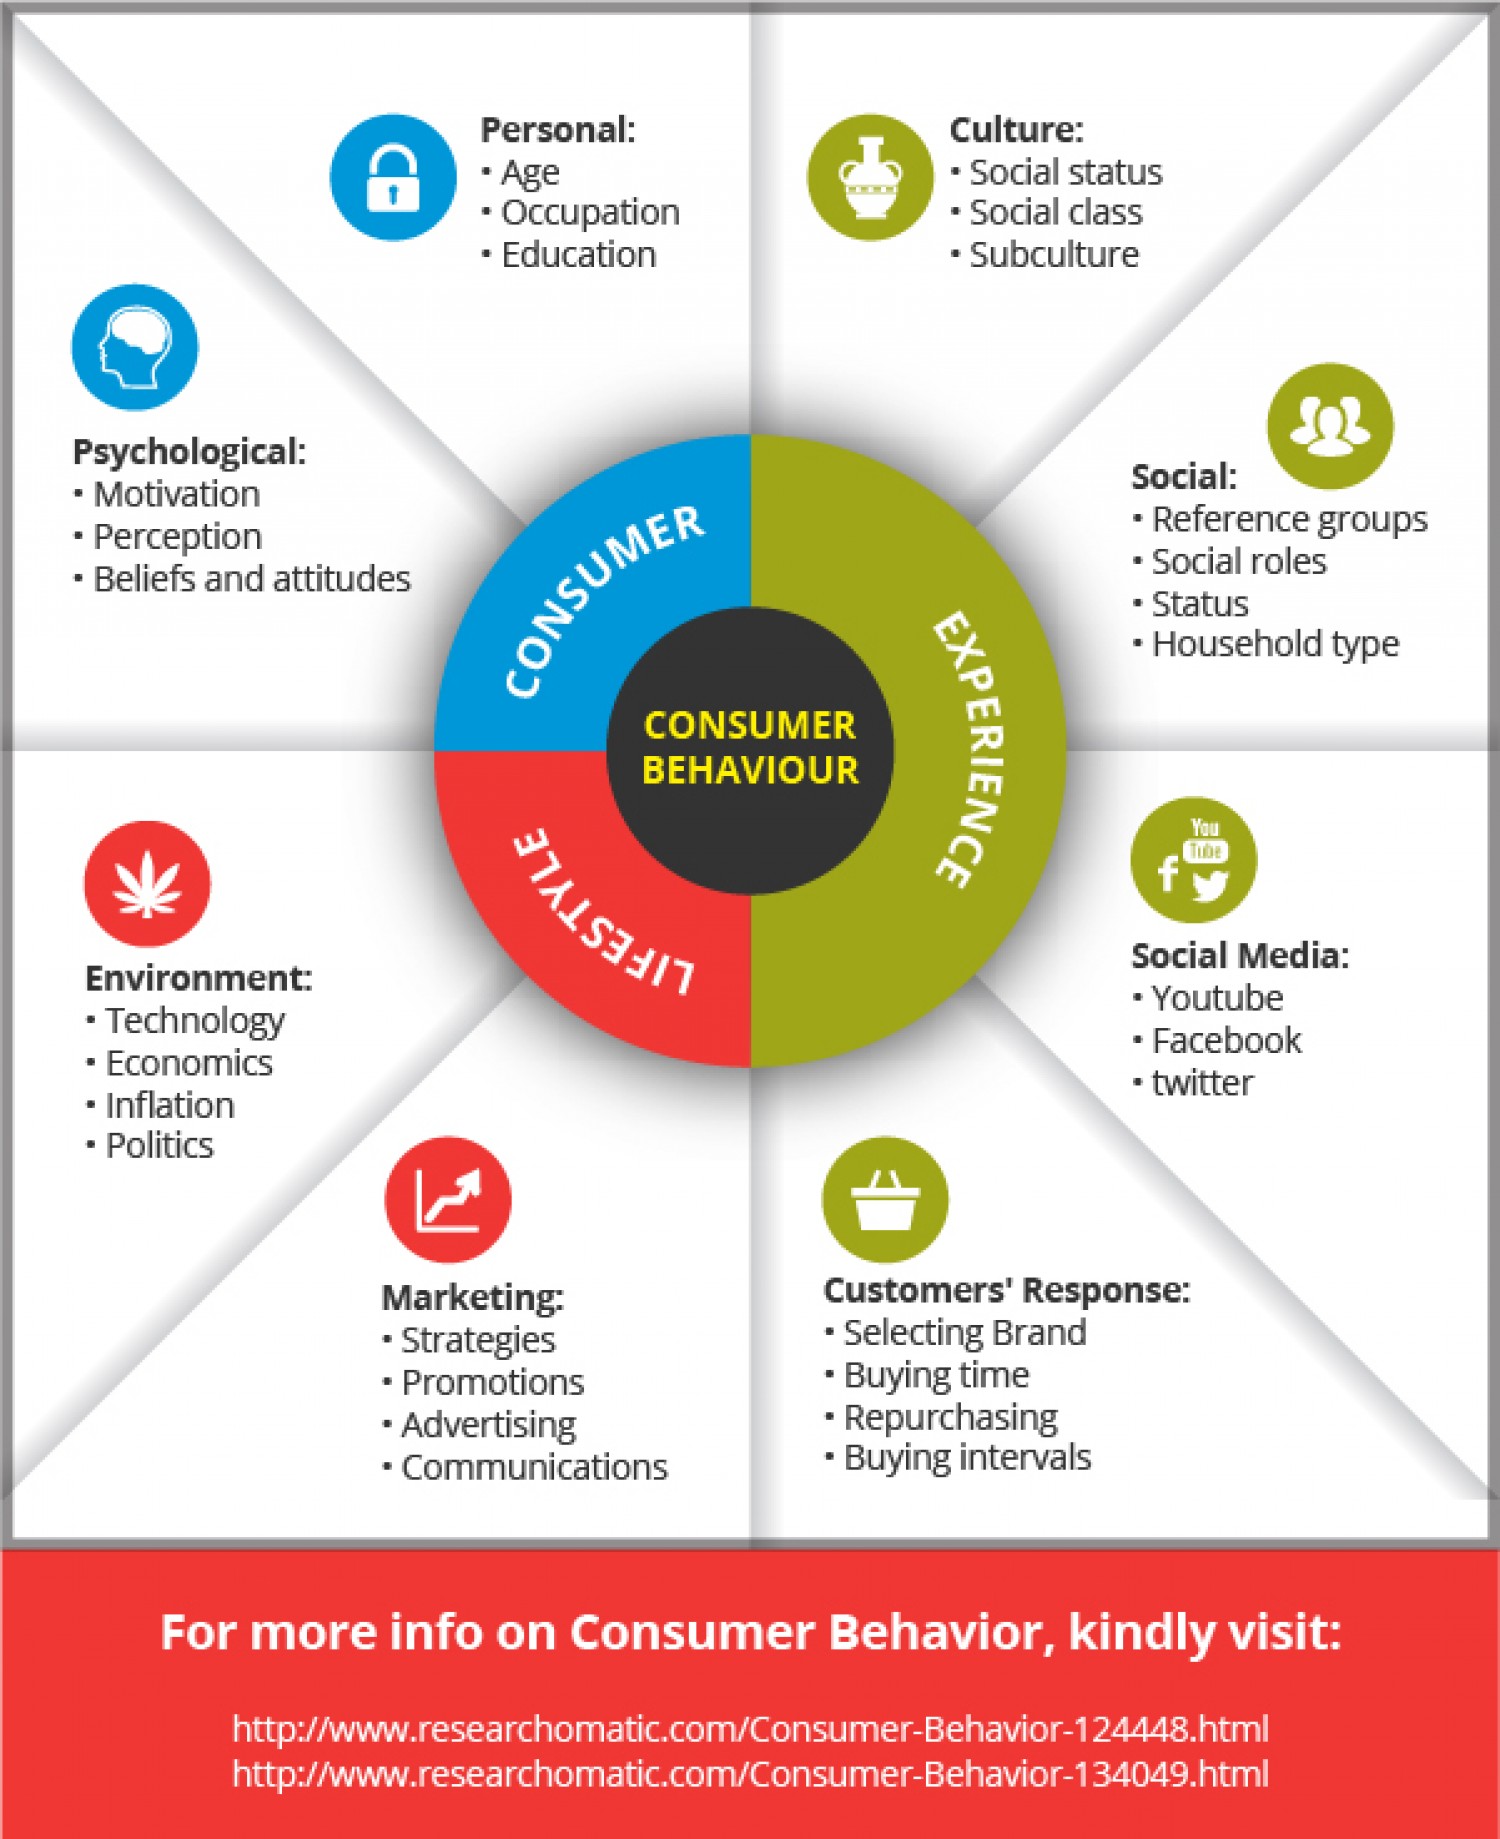 Personal:
• Age
• Occupation
• Education
Culture:
• Social status
• Social class
• Subculture
Psychological:
• Motivation
• Perception
• Beliefs and attitudes
Social:
• Reference groups
• Social roles
• Status
• Household type
CONSUMER
EXPERIENCE
LIFESTYLE
CONSUMER
BEHAVIOUR
Environment:
• Technology
• Economics
• Inflation
• Politics
You
Tube
f
Social Media:
• Youtube
• Facebook
• twitter
Marketing:
• Strategies
• Promotions
• Advertising
• Communications
Customers' Response:
• Selecting Brand
• Buying time
• Repurchasing
• Buying intervals
For more info on Consumer Behavior, kindly visit:
http://www.researchomatic.com/Consumer-Behavior-124448.html
http://www.researchomatic.com/Consumer-Behavior-134049.html